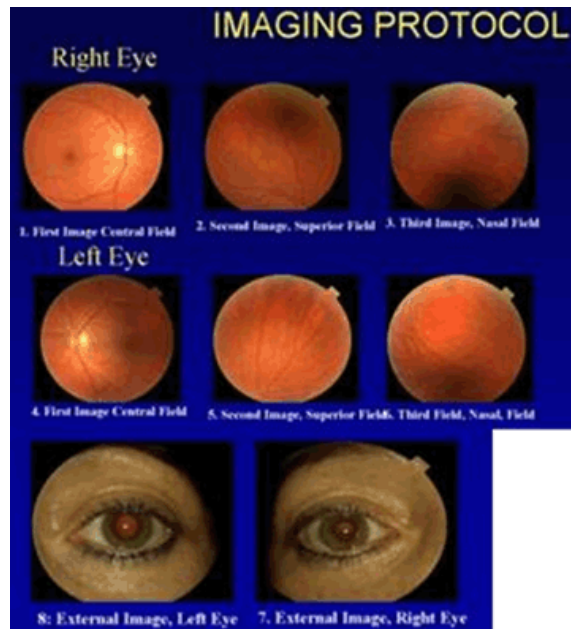 IMAGING PROTOCOL
Right Eye
1. First Image Central Field
2. Second Image, Superior Field
3. Third Image, Nasal Field
Left Eye
4. First Image Central Field
5. Second Image, Superior Field
6. Third Field, Nasal, Field
8: External Image, Left Eye
7. External Image, Right Eye